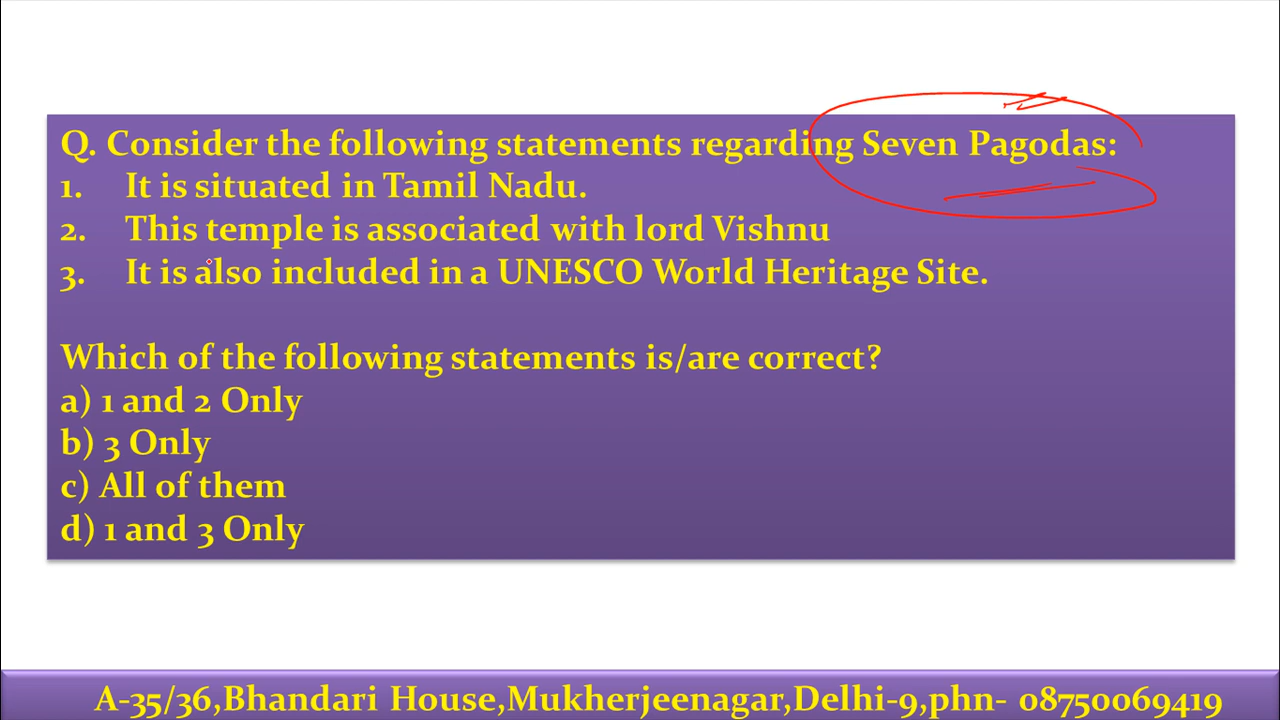 Q. Consider the following statements regarding Seven Pagodas:
1. It is situated in Tamil Nadu.
2. This temple is associated with lord Vishnu
3. It is also included in a UNESCO World Heritage Site.
Which of the following statements is/are correct?
a) 1 and 2 Only
b) 3 Only
c) All of them
d) 1 and 3 Only
A-35/36,Bhandari House,Mukherjeenagar,Delhi-9,phn- 08750069419